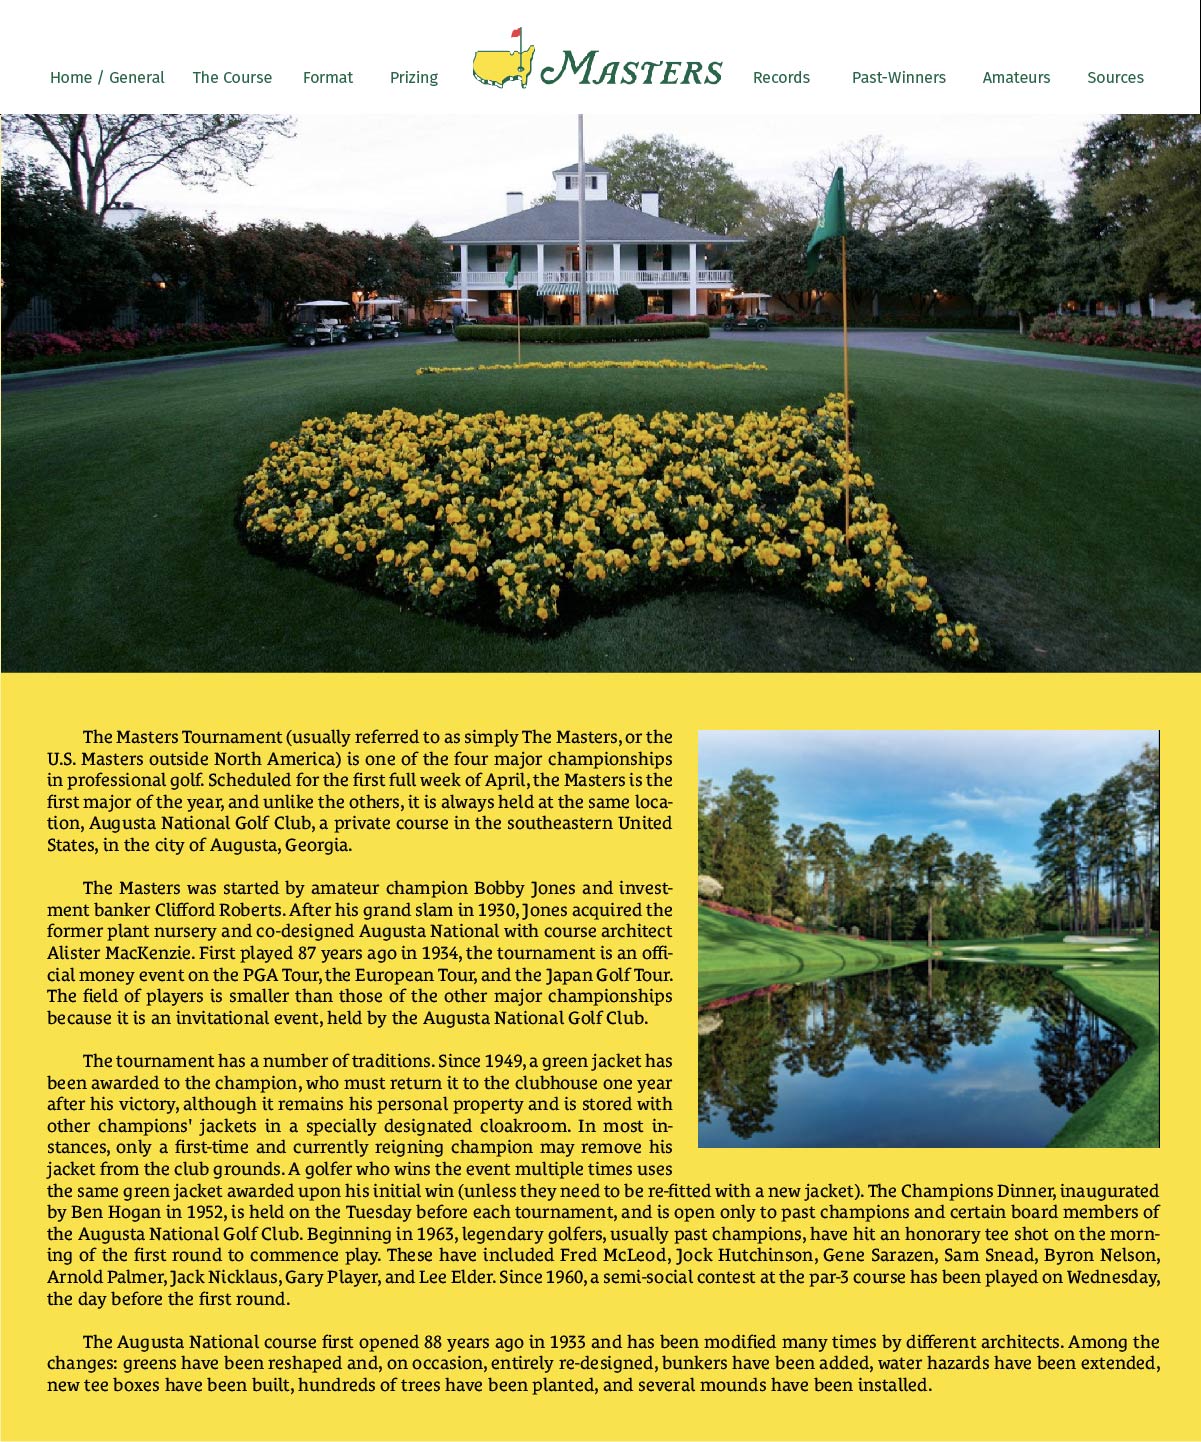 Home / General The Course Format Prizing MASTERS Records Past-Winners Amateurs Sources
The Masters Tournament (usually referred to as simply The Masters, or the
U.S. Masters outside North America) is one of the four major championships
in professional golf. Scheduled for the first full week of April, the Masters is the
first major of the year, and unlike the others, it is always held at the same loca-
tion, Augusta National Golf Club, a private course in the southeastern United
States, in the city of Augusta, Georgia.
The Masters was started by amateur champion Bobby Jones and invest-
ment banker Clifford Roberts. After his grand slam in 1930, Jones acquired the
former plant nursery and co-designed Augusta National with course architect
Alister MacKenzie. First played 87 years ago in 1934, the tournament is an offi-
cial money event on the PGA Tour, the European Tour, and the Japan Golf Tour.
The field of players is smaller than those of the other major championships
because it is an invitational event, held by the Augusta National Golf Club.
The tournament has a number of traditions. Since 1949, a green jacket has
been awarded to the champion, who must return it to the clubhouse one year
after his victory, although it remains his personal property and is stored with
other champions' jackets in a specially designated cloakroom. In most in-
stances, only a first-time and currently reigning champion may remove his
jacket from the club grounds. A golfer who wins the event multiple times uses
the same green jacket awarded upon his initial win (unless they need to be re-fitted with a new jacket). The Champions Dinner, inaugurated
by Ben Hogan in 1952, is held on the Tuesday before each tournament, and is open only to past champions and certain board members of
the Augusta National Golf Club. Beginning in 1963, legendary golfers, usually past champions, have hit an honorary tee shot on the morn-
ing of the first round to commence play. These have included Fred McLeod, Jock Hutchinson, Gene Sarazen, Sam Snead, Byron Nelson,
Arnold Palmer, Jack Nicklaus, Gary Player, and Lee Elder. Since 1960, a semi-social contest at the par-3 course has been played on Wednesday,
the day before the first round.
The Augusta National course first opened 88 years ago in 1933 and has been modified many times by different architects. Among the
changes: greens have been reshaped and, on occasion, entirely re-designed, bunkers have been added, water hazards have been extended,
new tee boxes have been built, hundreds of trees have been planted, and several mounds have been installed.